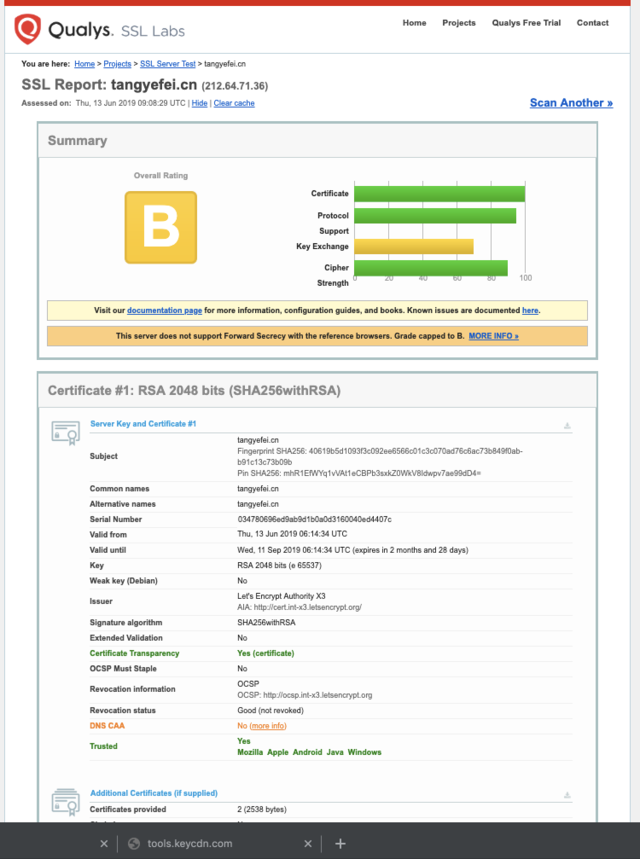 Qualys. SSL Labs
Home Projects Qualys Free Trial Contact
You are here: Home > Projects > SSL Server Test > tangyefei.cn
SSL Report: tangyefei.cn (212.64.71.36)
Assessed on: Thu, 13 Jun 2019 09:08:29 UTC | Hide | Clear cache
Scan Another »
Summary
Overall Rating
B
Certificate
Protocol
Support
Key Exchange
Cipher
Strength
0 20 40 60 80 100
Visit our documentation page for more information, configuration guides, and books. Known issues are documented here.
This server does not support Forward Secrecy with the reference browsers. Grade capped to B. MORE INFO »
Certificate #1: RSA 2048 bits (SHA256withRSA)
Server Key and Certificate #1
Subject
tangyefei.cn
Fingerprint SHA256: 40619b5d1093f3c092ee6566c01c3c070ad76c6ac73b849f0ab-
b91c13c73b09b
Pin SHA256: mhR1EfWYq1vVAt1eCBPb3sxkZ0WkV8ldwpv7ae99dD4=
Common names tangyefei.cn
Alternative names tangyefei.cn
Serial Number 034780696ed9ab9d1b0a0d3160040ed4407c
Valid from Thu, 13 Jun 2019 06:14:34 UTC
Valid until Wed, 11 Sep 2019 06:14:34 UTC (expires in 2 months and 28 days)
Key RSA 2048 bits (e 65537)
Weak key (Debian) No
Issuer
Let's Encrypt Authority X3
AIA: http://cert.int-x3.letsencrypt.org/
Signature algorithm SHA256withRSA
Extended Validation No
Certificate Transparency Yes (certificate)
OCSP Must Staple No
Revocation information
OCSP
OCSP: http://ocsp.int-x3.letsencrypt.org
Revocation status Good (not revoked)
DNS CAA No (more info)
Trusted
Yes
Mozilla Apple Android Java Windows
Additional Certificates (if supplied)
Certificates provided 2 (2538 bytes)
tools.keycdn.com